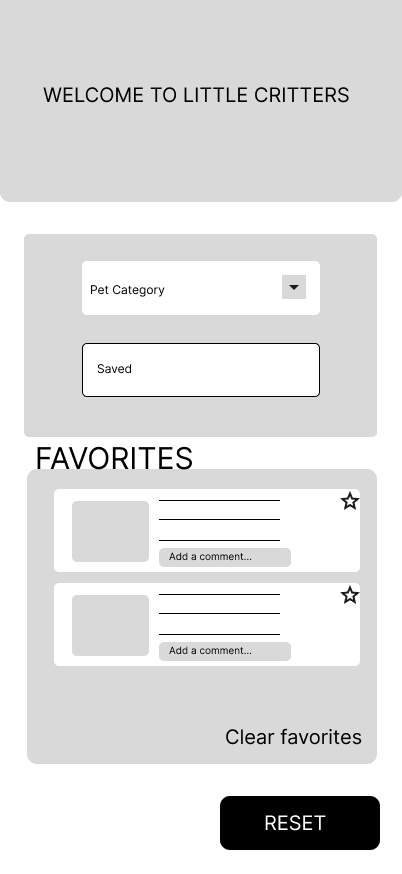 WELCOME TO LITTLE CRITTERS
Pet Category
Saved
FAVORITES
Add a comment...
Add a comment...
Clear favorites
RESET